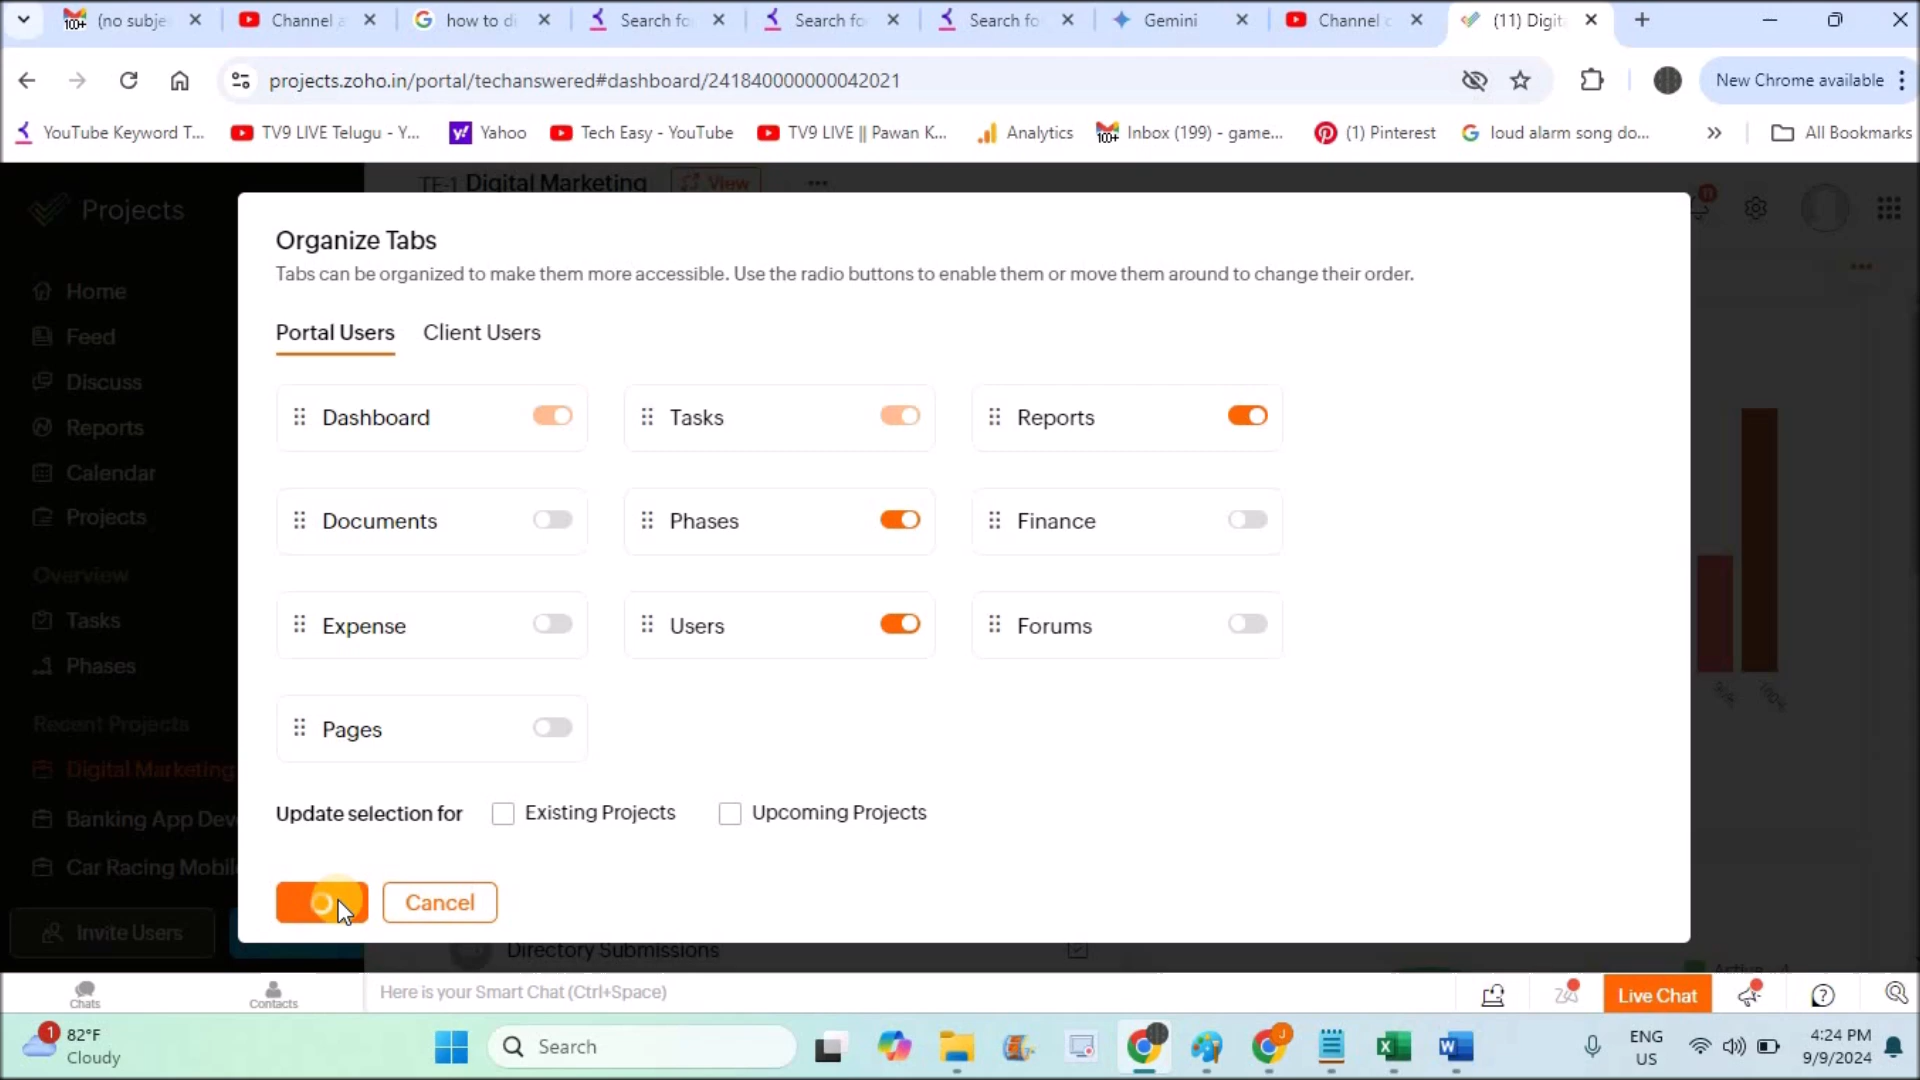 (no subje
Channel
how to d
Search fo
Search fo
Search fo
Gemini
Channel c
(11) Digit
projects.zoho.in/portal/techanswered#dashboard/241840000000042021
New Chrome available
YouTube Keyword T...
TV9 LIVE Telugu - Y...
Yahoo
Tech Easy - YouTube
TV9 LIVE || Pawan K...
Analytics
Inbox (199) - game...
(1) Pinterest
loud alarm song do...
All Bookmarks
Projects
TE-1 Digital Marketing
View
11
Home
Feed
Discuss
Reports
Calendar
Projects
Overview
Tasks
Phases
Recent Projects
Digital Marketing
Banking App Dev
Car Racing Mobil
Invite Users
Organize Tabs
Tabs can be organized to make them more accessible. Use the radio buttons to enable them or move them around to change their order.
Portal Users
Client Users
Dashboard
Tasks
Reports
Documents
Phases
Finance
Expense
Users
Forums
Pages
Update selection for
Existing Projects
Upcoming Projects
Cancel
Directory Submissions
100%
Chats
Contacts
Here is your Smart Chat (Ctrl+Space)
Live Chat
1
82°F
Cloudy
Search
ENG
US
4:24 PM
9/9/2024